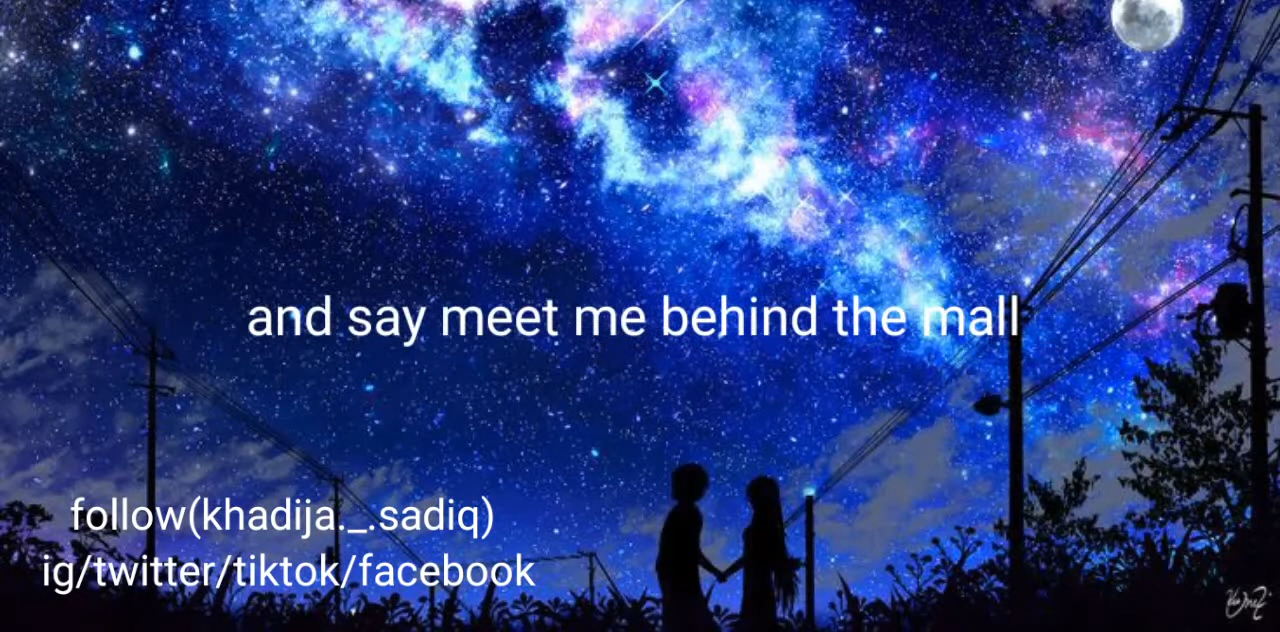 and say meet me behind the mall
follow(khadija._.sadiq)
ig/twitter/tiktok/facebook